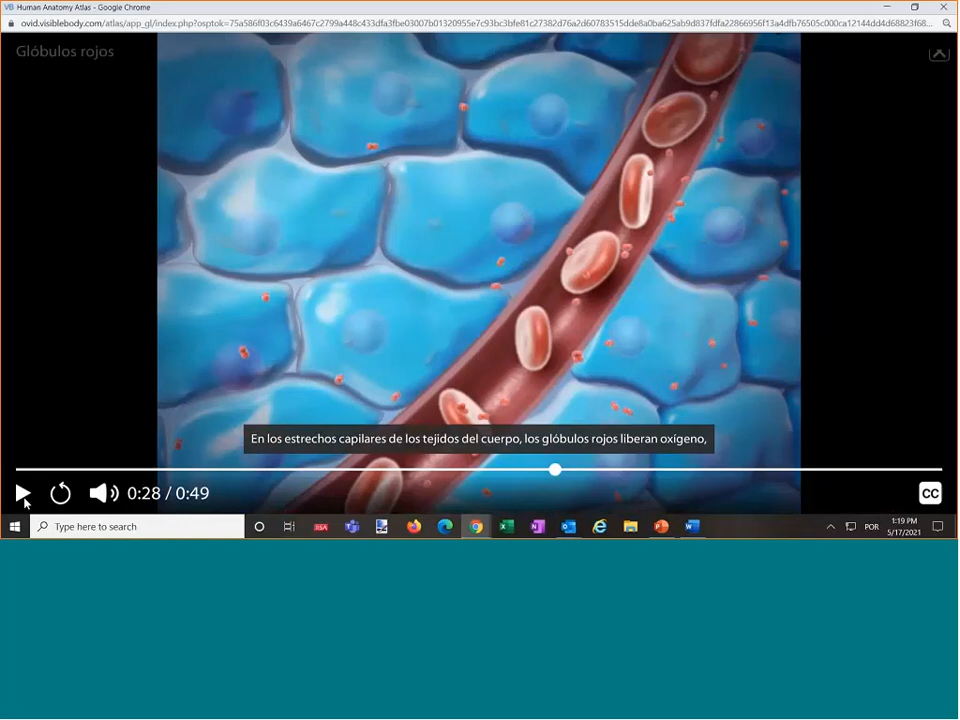 Human Anatomy Atlas - Google Chrome
Glóbulos rojos
En los estrechos capilares de los tejidos del cuerpo, los glóbulos rojos liberan oxígeno,
0:28 / 0:49
CC
Type here to search
POR
1:19 PM
5/17/2021